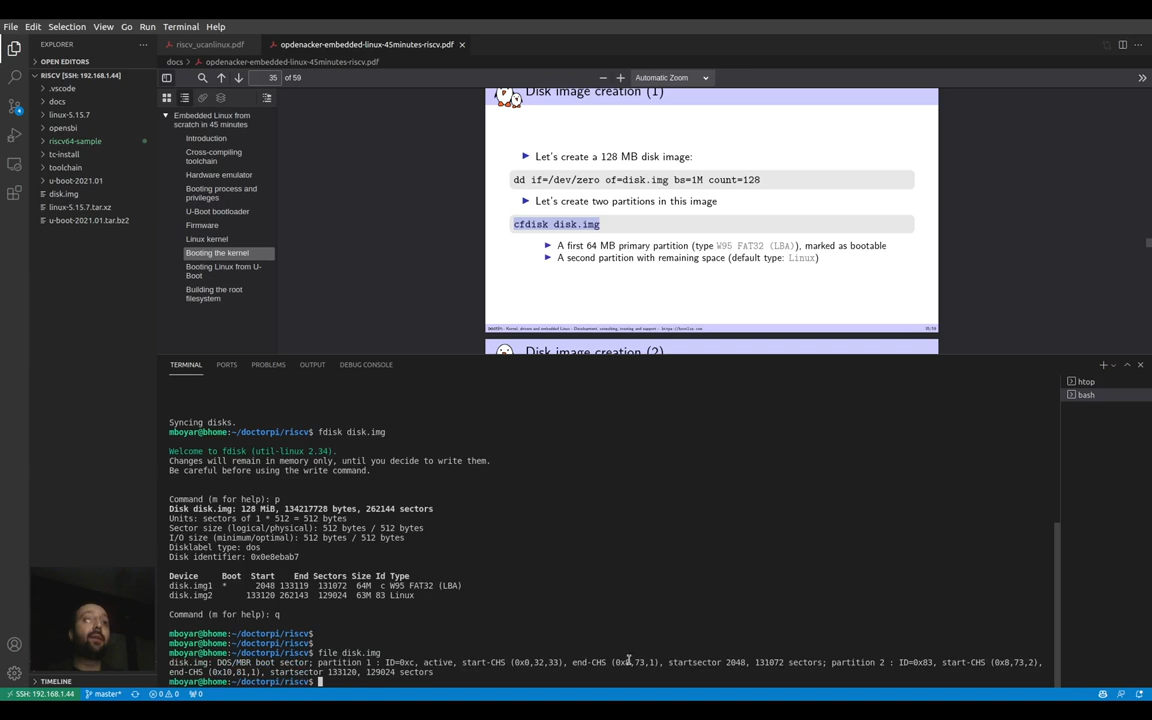 File Edit Selection View Go Run Terminal Help
EXPLORER
riscv_ucanlinux.pdf
opdenacker-embedded-linux-45minutes-riscv.pdf
OPEN EDITORS
docs > opdenacker-embedded-linux-45minutes-riscv.pdf
RISCV [SSH: 192.168.1.44]
.vscode
docs
linux-5.15.7
opensbi
riscv64-sample
tc-install
toolchain
u-boot-2021.01
disk.img
linux-5.15.7.tar.xz
u-boot-2021.01.tar.bz2
35 of 59
Automatic Zoom
Embedded Linux from
scratch in 45 minutes
Introduction
Cross-compiling
toolchain
Hardware emulator
Booting process and
privileges
U-Boot bootloader
Firmware
Linux kernel
Booting the kernel
Booting Linux from U-
Boot
Building the root
filesystem
Disk image creation (1)
Let's create a 128 MB disk image:
dd if=/dev/zero of=disk.img bs=1M count=128
Let's create two partitions in this image
cfdisk disk.img
A first 64 MB primary partition (type W95 FAT32 (LBA)), marked as bootable
A second partition with remaining space (default type: Linux)
35/59
Disk image creation (2)
TERMINAL PORTS PROBLEMS OUTPUT DEBUG CONSOLE
htop
bash
Syncing disks.
mboyar@bhome:~/doctorpi/riscv$ fdisk disk.img
Welcome to fdisk (util-linux 2.34).
Changes will remain in memory only, until you decide to write them.
Be careful before using the write command.
Command (m for help): p
Disk disk.img: 128 MiB, 134217728 bytes, 262144 sectors
Units: sectors of 1 * 512 = 512 bytes
Sector size (logical/physical): 512 bytes / 512 bytes
I/O size (minimum/optimal): 512 bytes / 512 bytes
Disklabel type: dos
Disk identifier: 0x0e8ebab7
Device Boot Start End Sectors Size Id Type
disk.img1 * 2048 133119 131072 64M c W95 FAT32 (LBA)
disk.img2 133120 262143 129024 63M 83 Linux
Command (m for help): q
mboyar@bhome:~/doctorpi/riscv$
mboyar@bhome:~/doctorpi/riscv$
mboyar@bhome:~/doctorpi/riscv$ file disk.img
disk.img: DOS/MBR boot sector; partition 1 : ID=0xc, active, start-CHS (0x0,32,33), end-CHS (0x8,73,1), startsector 2048, 131072 sectors; partition 2 : ID=0x83, start-CHS (0x8,73,2),
end-CHS (0x10,81,1), startsector 133120, 129024 sectors
mboyar@bhome:~/doctorpi/riscv$
TIMELINE
SSH: 192.168.1.44 master* 0 0 0